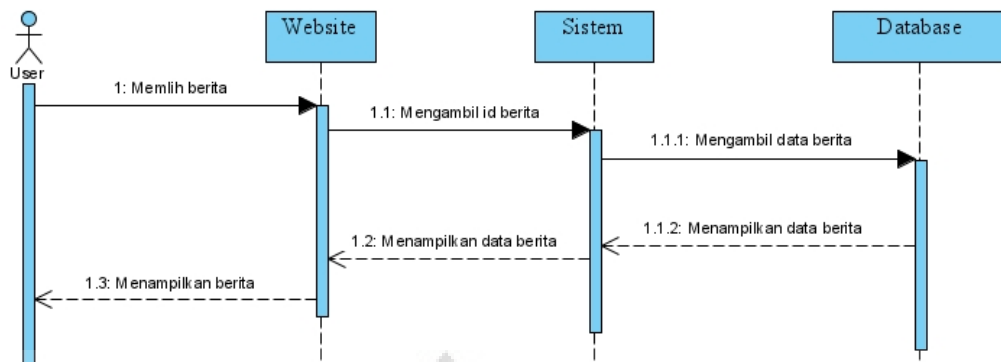 Website
Sistem
Database
User
1: Memlih berita
1.1: Mengambil id berita
1.1.1: Mengambil data berita
1.1.2: Menampilkan data berita
1.2: Menampilkan data berita
1.3: Menampilkan berita